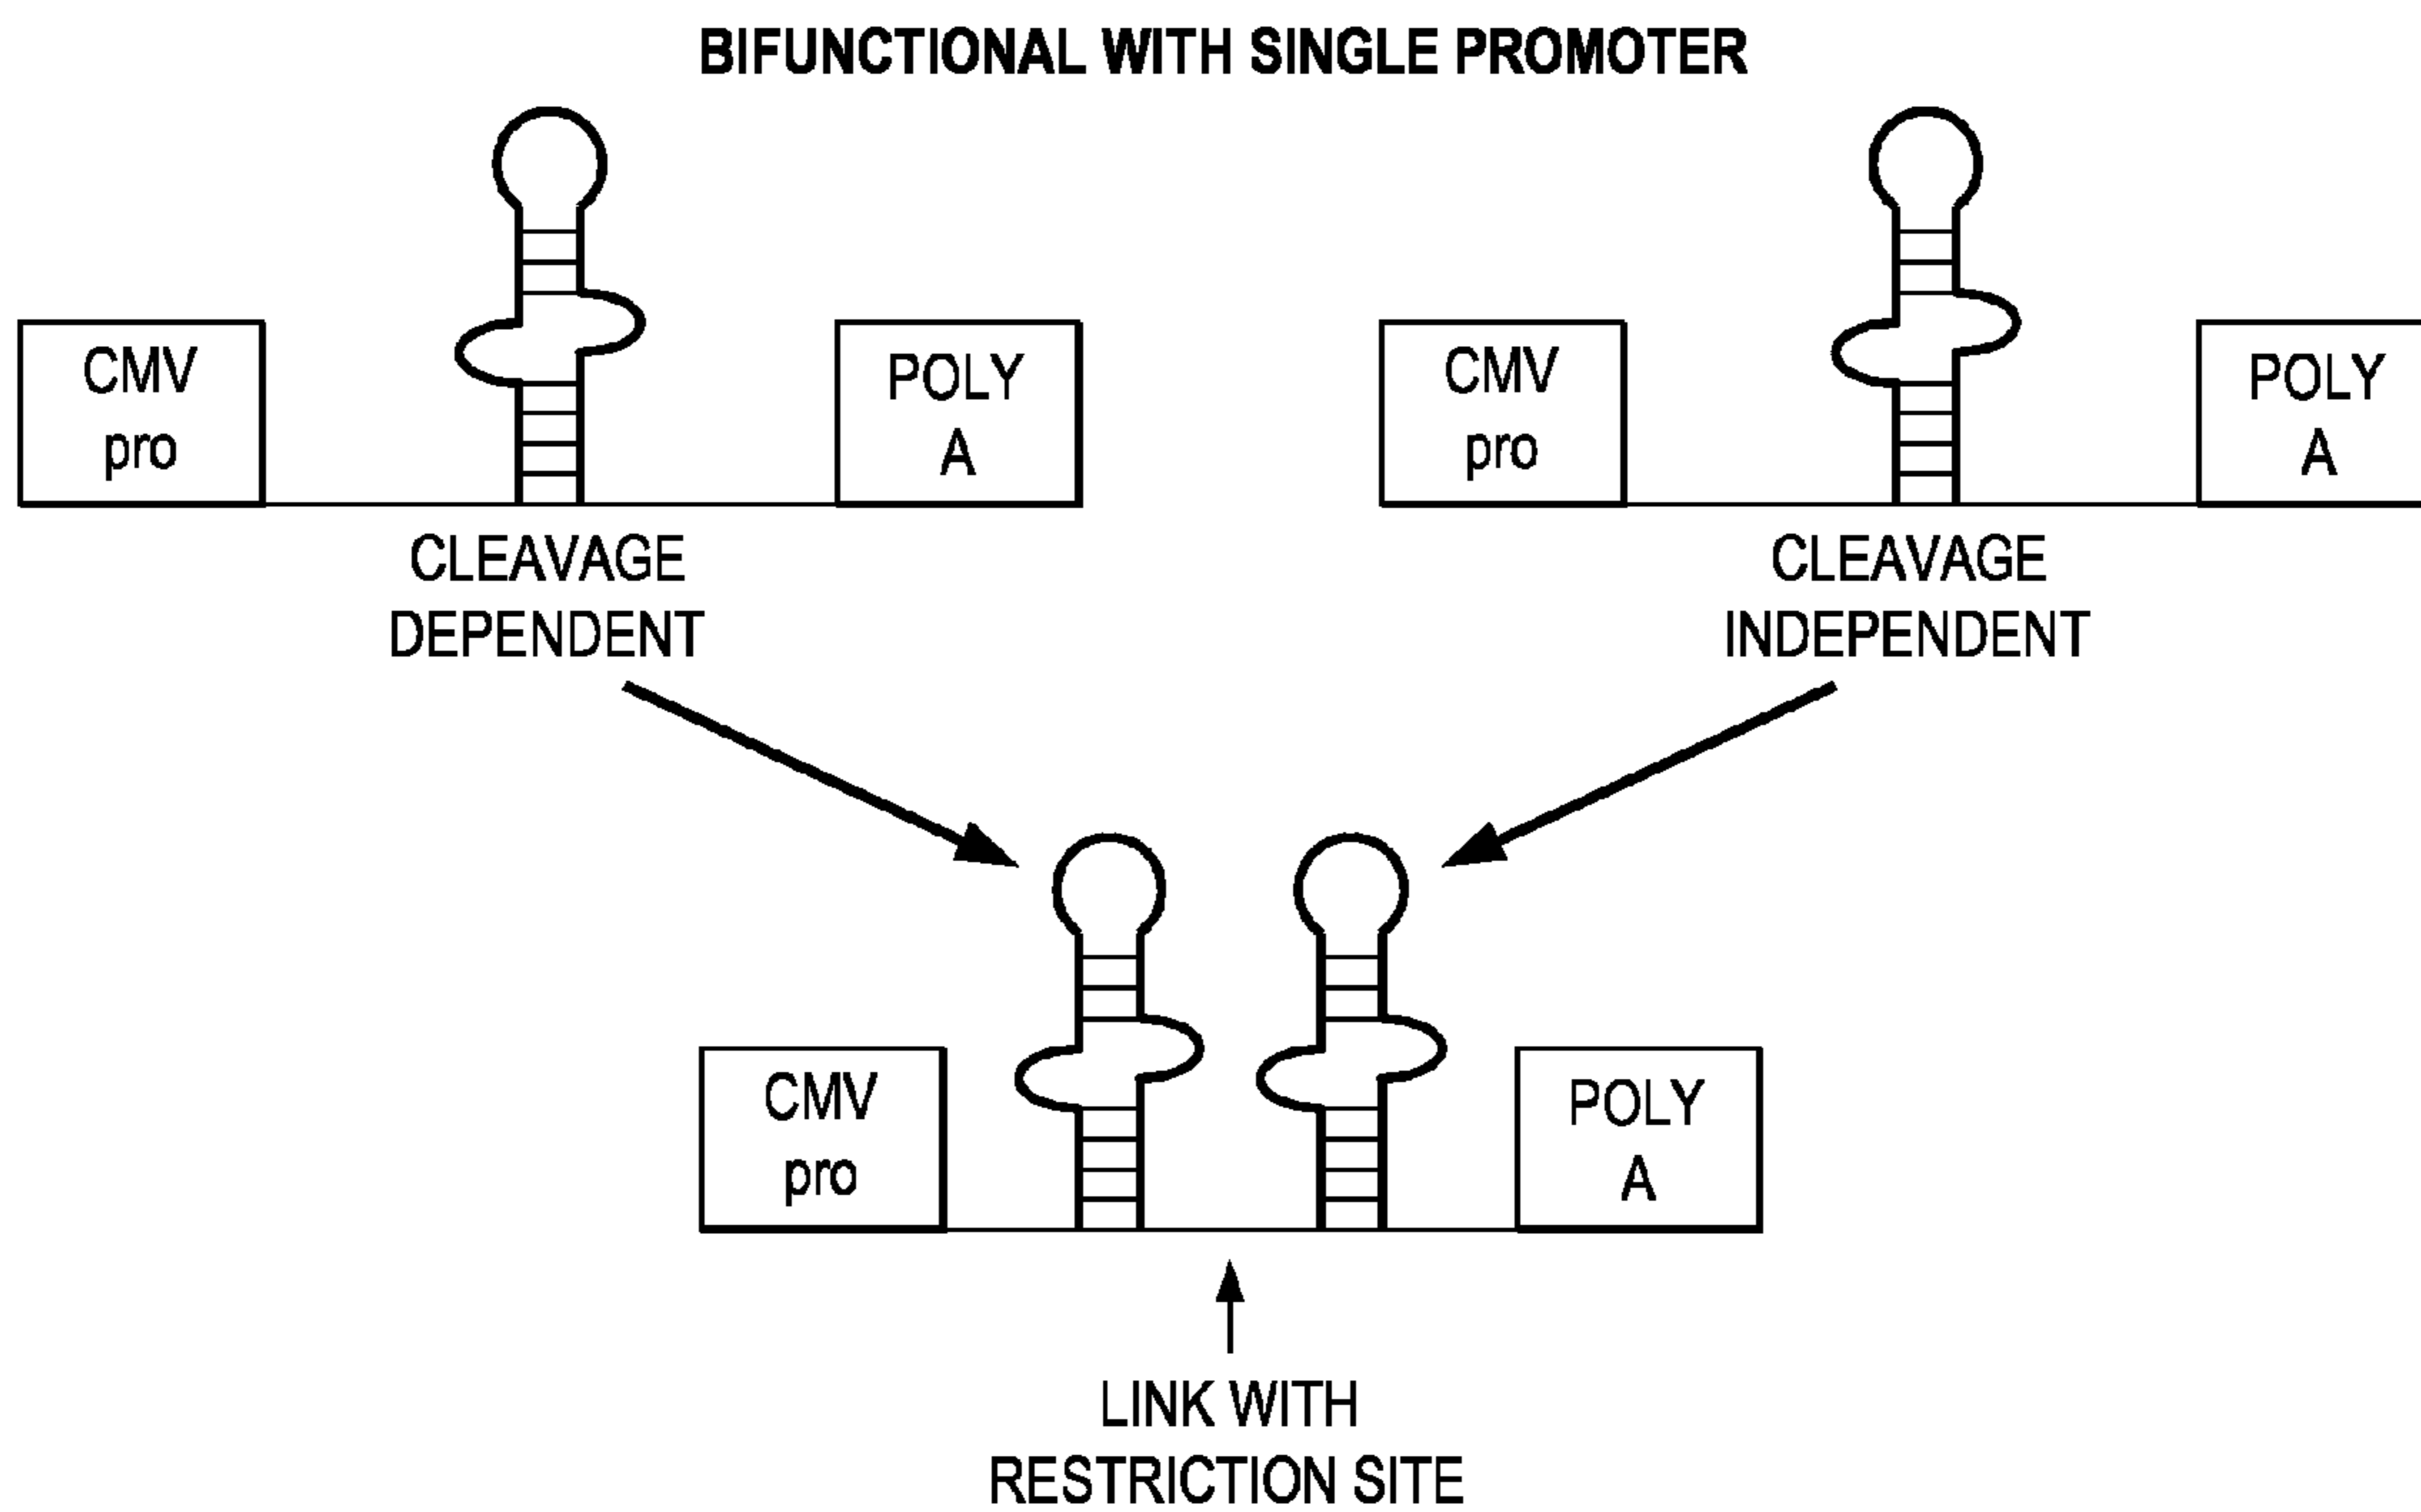 BIFUNCTIONAL WITH SINGLE PROMOTER
CMV
pro
POLY
A
CLEAVAGE
DEPENDENT
CMV
pro
POLY
A
CLEAVAGE
INDEPENDENT
CMV
pro
POLY
A
LINK WITH
RESTRICTION SITE